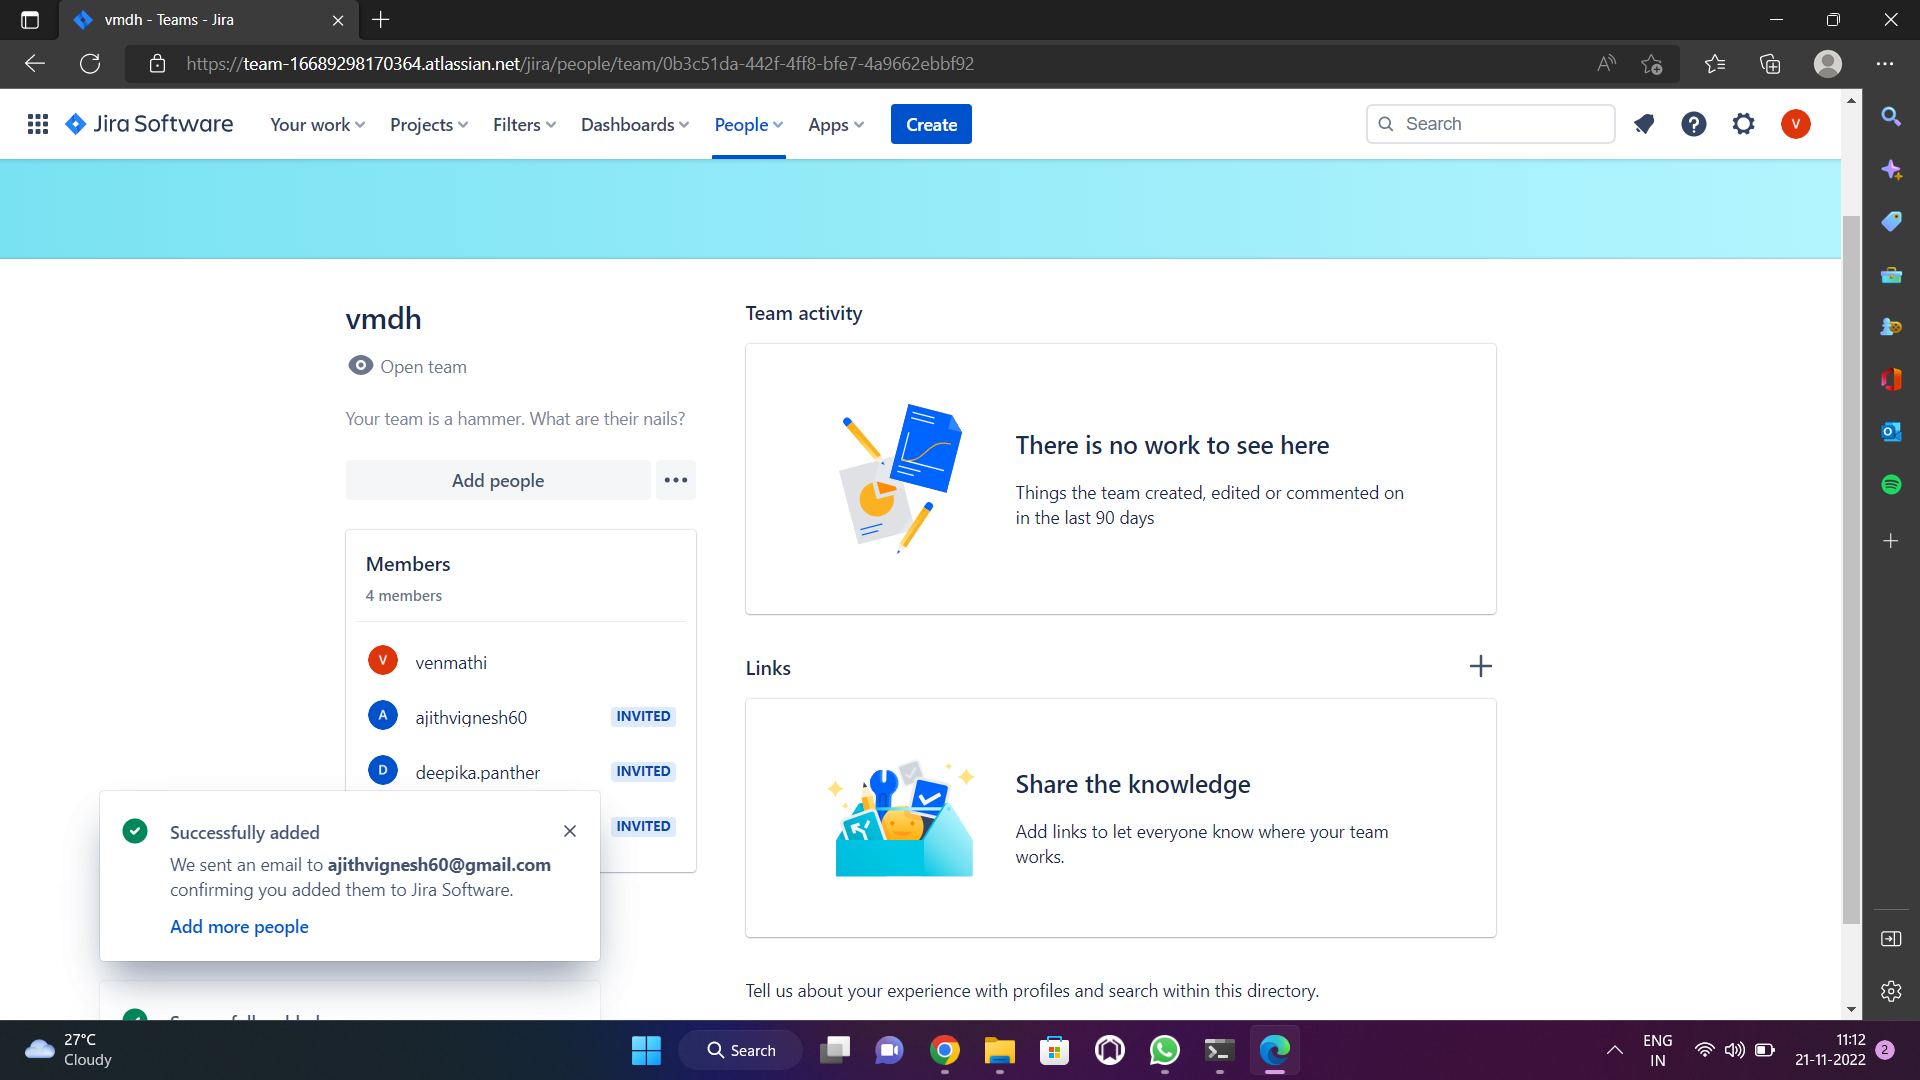 vmdh - Teams - Jira
https://team-16689298170364.atlassian.net/jira/people/team/0b3c51da-442f-4ff8-bfe7-4a9662ebbf92
Jira Software
Your work
Projects
Filters
Dashboards
People
Apps
Create
Search
V
vmdh
Open team
Your team is a hammer. What are their nails?
Add people
Members
4 members
V
venmathi
A
ajithvignesh60
INVITED
D
deepika.panther
INVITED
INVITED
Team activity
There is no work to see here
Things the team created, edited or commented on
in the last 90 days
Links
Share the knowledge
Add links to let everyone know where your team
works.
Tell us about your experience with profiles and search within this directory.
Successfully added
We sent an email to ajithvignesh60@gmail.com
confirming you added them to Jira Software.
Add more people
27°C
Cloudy
Search
ENG
IN
11:12
21-11-2022
2